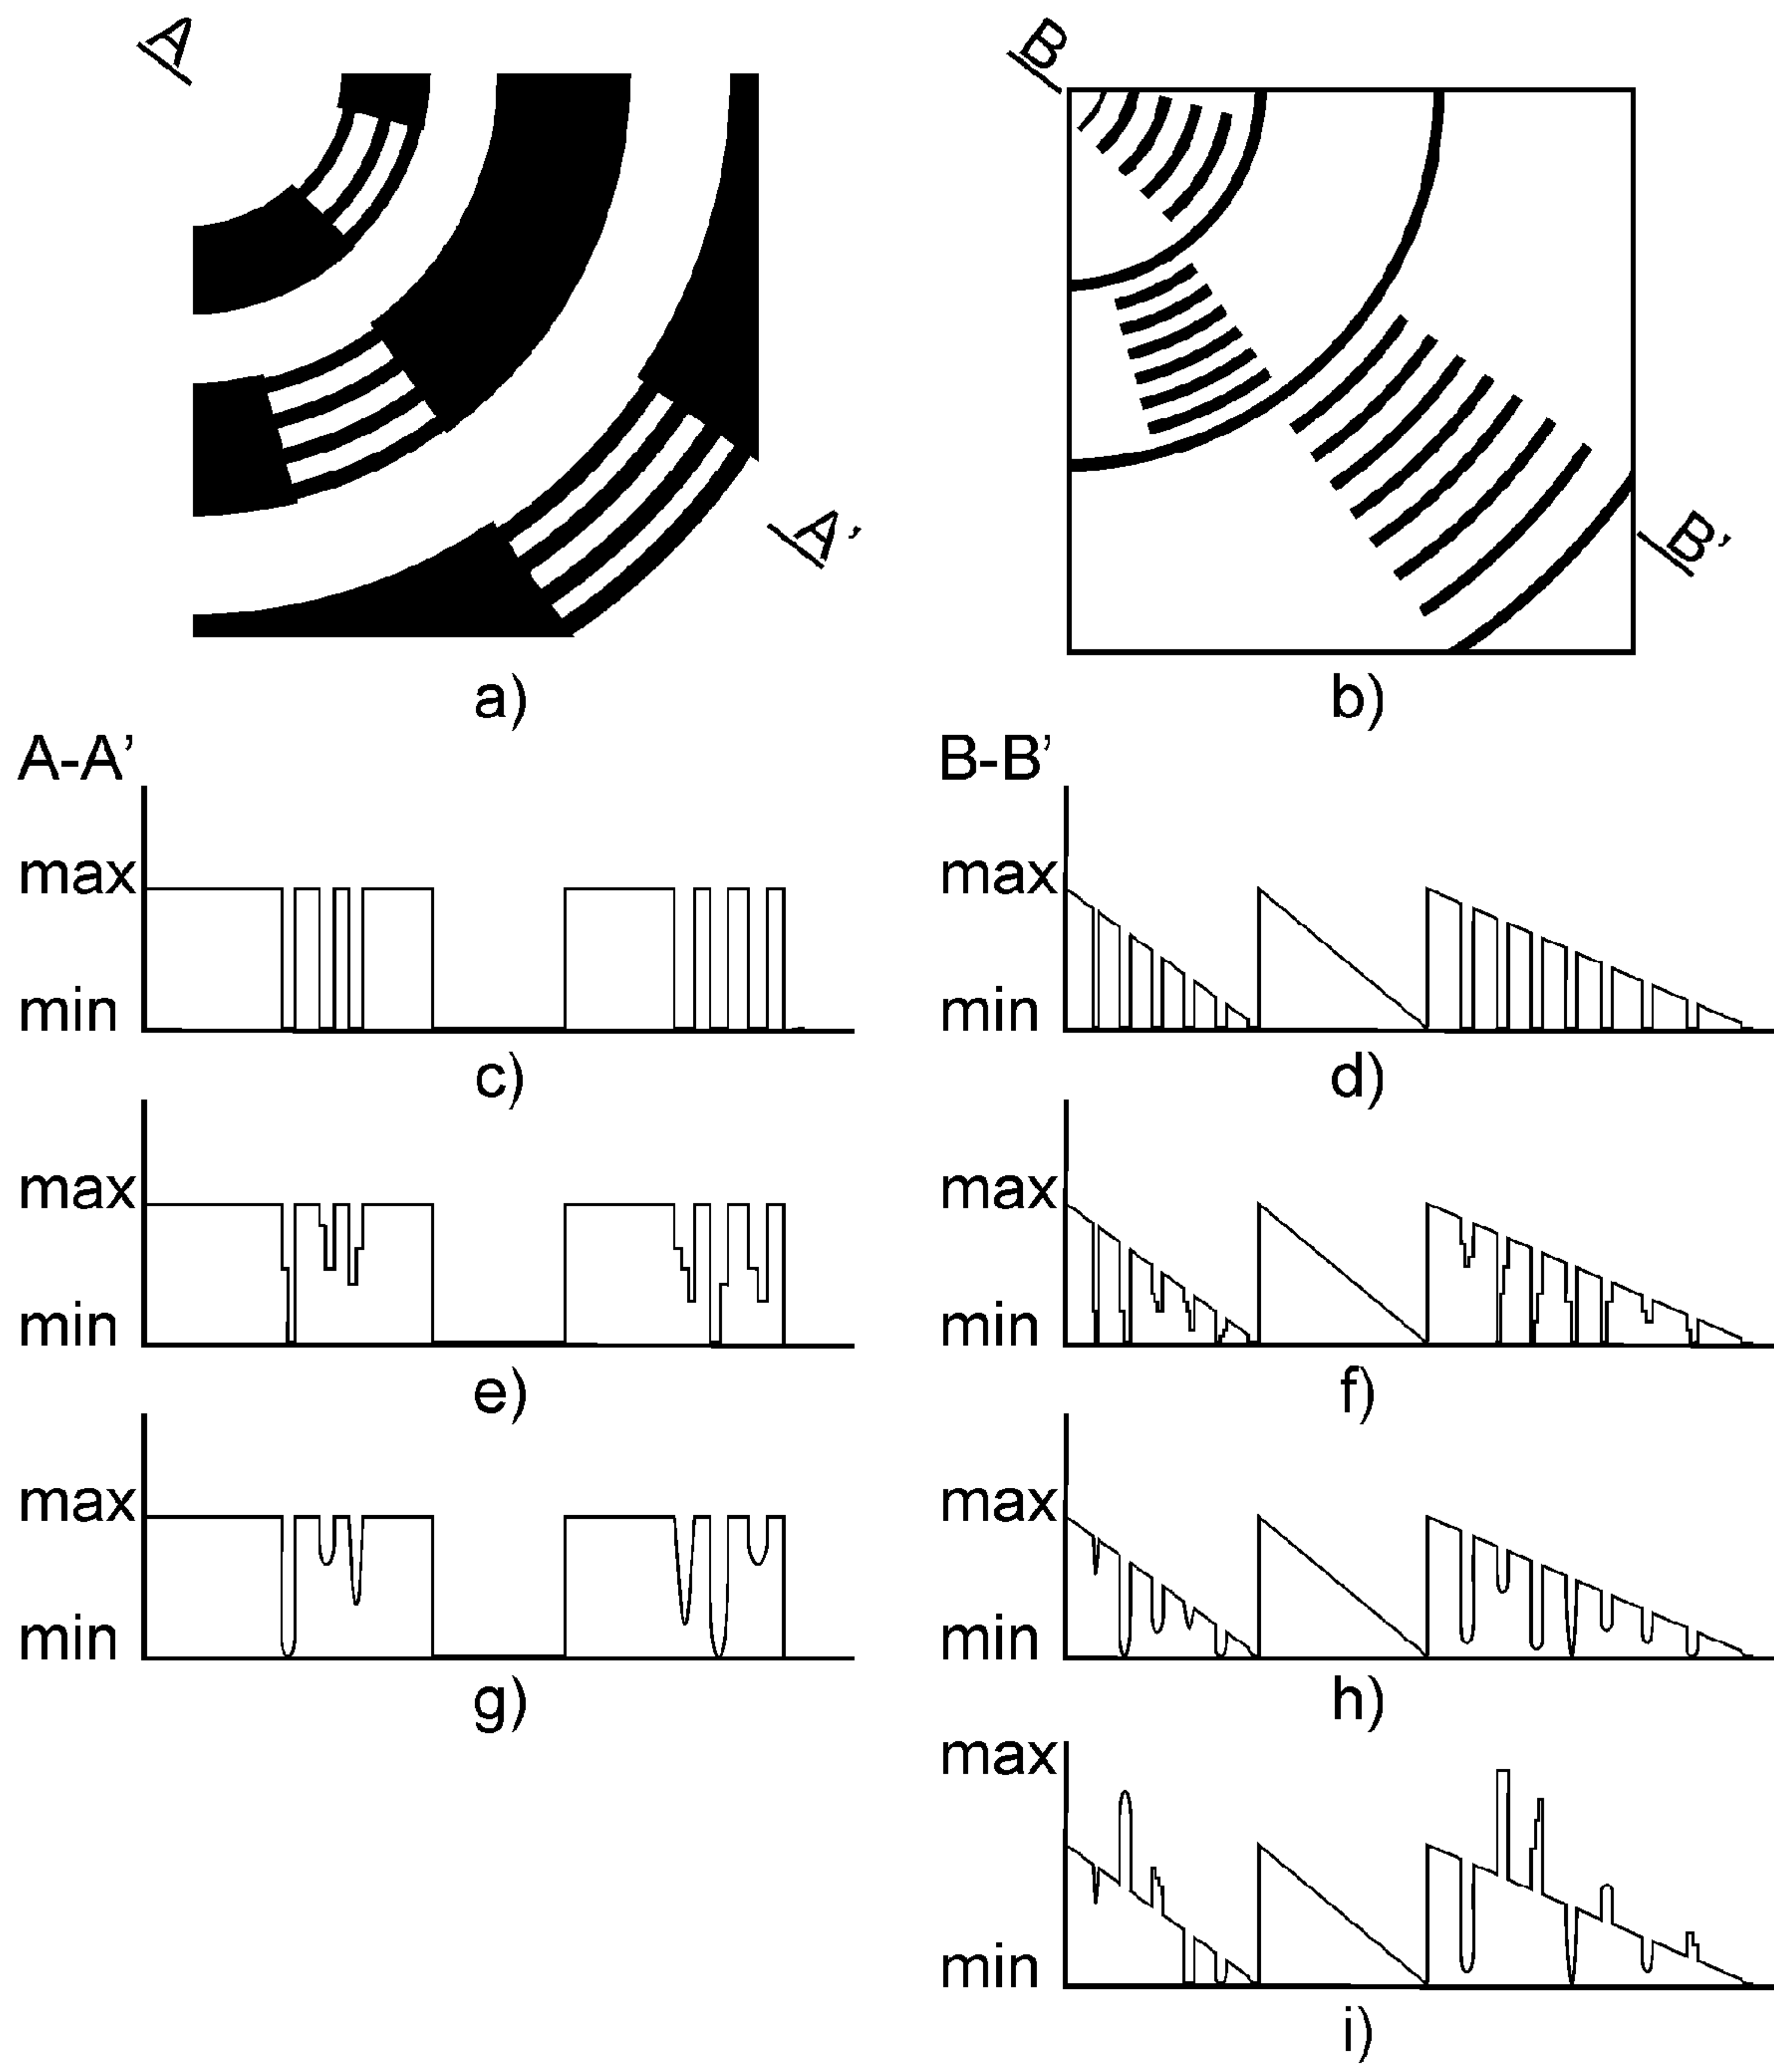 A
B
A’
B’
a)
b)
A-A’
B-B’
max
min
c)
max
min
d)
max
min
e)
max
min
f)
max
min
g)
max
min
h)
max
min
i)